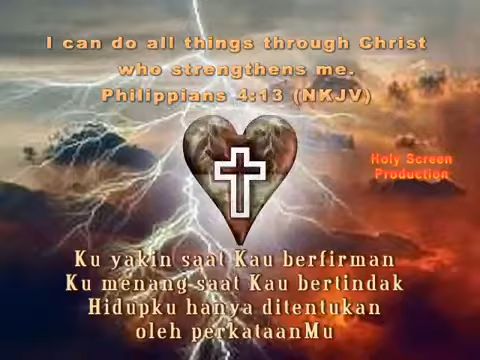 I can do all things through Christ
who strengthens me.
Philippians 4:13 (NKJV)
Holy Screen
Production
Ku yakin saat Kau berfirman
Ku menang saat Kau bertindak
Hidupku hanya ditentukan
oleh perkataanMu